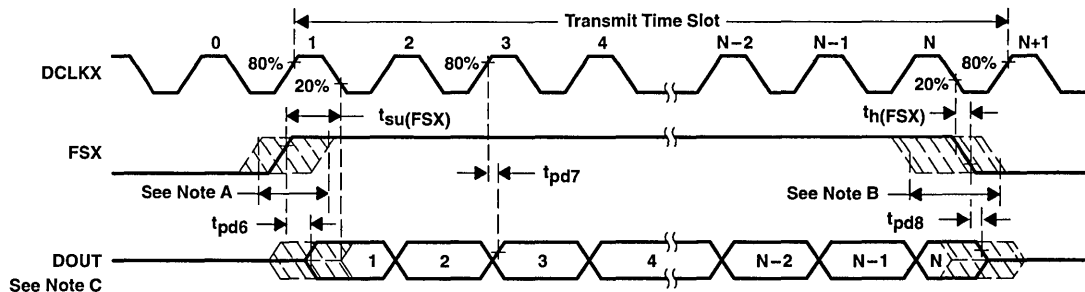 Transmit Time Slot
0 1 2 3 4 N−2 N−1 N N+1
DCLKX 80% 20% 80% 20% 80%
tsu(FSX) th(FSX)
FSX
See Note A tpd7 See Note B
tpd6 tpd8
DOUT 1 2 3 4 N−2 N−1 N
See Note C